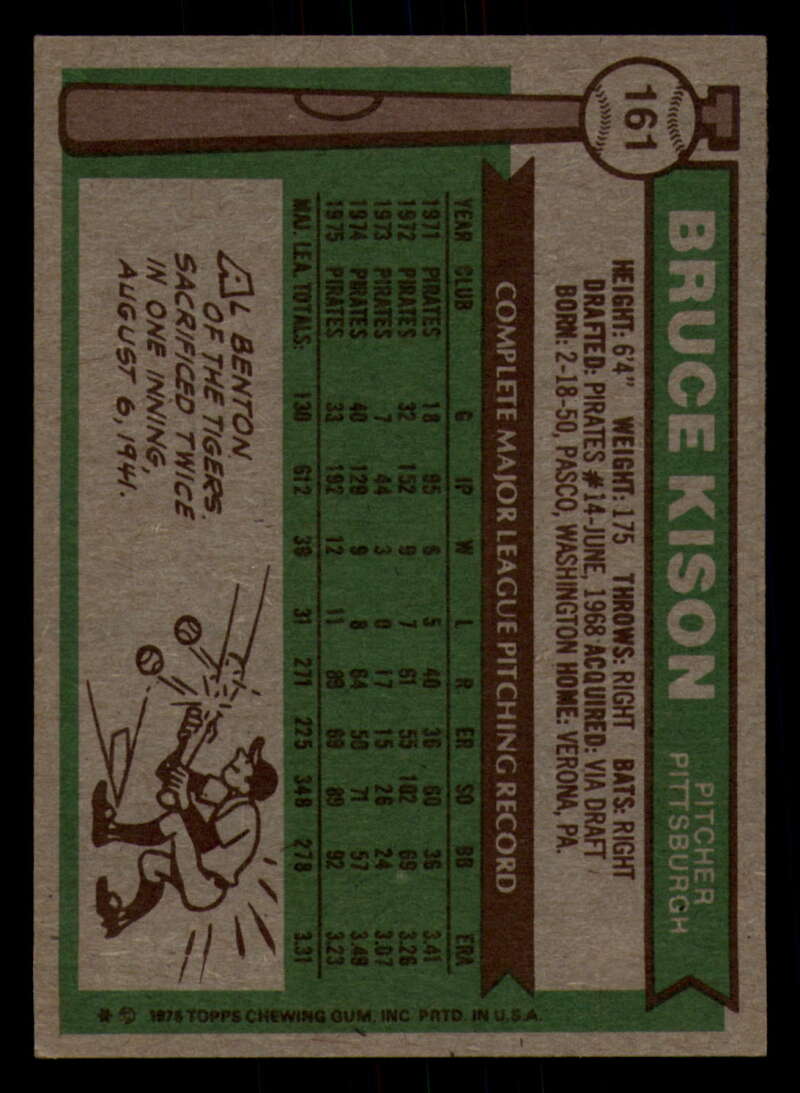 161
BRUCE KISON
PITCHER
PITTSBURGH
HEIGHT: 6'4" WEIGHT: 175 THROWS: RIGHT BATS: RIGHT
DRAFTED: PIRATES #14-JUNE, 1968 ACQUIRED: VIA DRAFT
BORN: 2-18-50, PASCO, WASHINGTON HOME: VERONA, PA.
COMPLETE MAJOR LEAGUE PITCHING RECORD
YEAR CLUB G IP W L R ER SO BB ERA
1971 PIRATES 18 95 6 5 40 36 60 36 3.41
1972 PIRATES 32 152 9 7 61 55 102 69 3.26
1973 PIRATES 7 44 3 0 17 15 26 24 3.07
1974 PIRATES 40 129 9 8 64 50 71 57 3.49
1975 PIRATES 33 192 12 11 89 69 89 92 3.23
MAJ. LEA. TOTALS: 130 612 39 31 271 225 348 278 3.31
AL BENTON
OF THE TIGERS
SACRIFICED TWICE
IN ONE INNING,
AUGUST 6, 1941.
* © 1976 TOPPS CHEWING GUM, INC. PRTD. IN U.S.A.